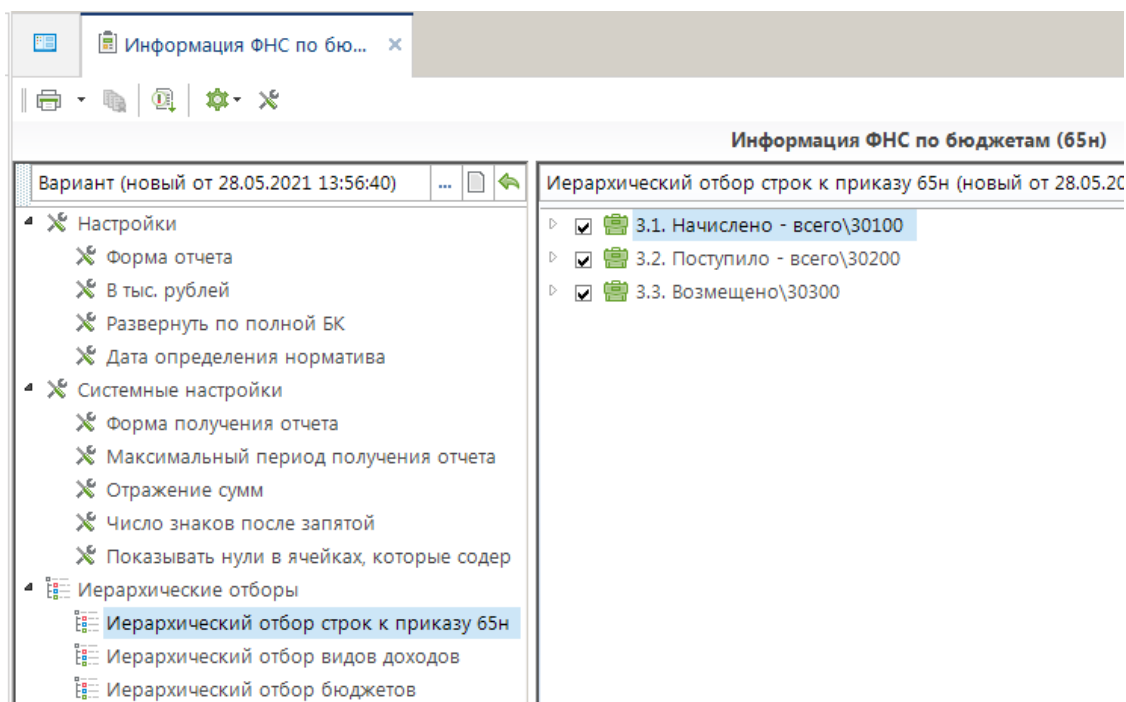 Информация ФНС по бю...
Информация ФНС по бюджетам (65н)
Вариант (новый от 28.05.2021 13:56:40)
...
Настройки
Форма отчета
В тыс. рублей
Развернуть по полной БК
Дата определения норматива
Системные настройки
Форма получения отчета
Максимальный период получения отчета
Отражение сумм
Число знаков после запятой
Показывать нули в ячейках, которые содер
Иерархические отборы
Иерархический отбор строк к приказу 65н
Иерархический отбор видов доходов
Иерархический отбор бюджетов
Иерархический отбор строк к приказу 65н (новый от 28.05.20
3.1. Начислено - всего\30100
3.2. Поступило - всего\30200
3.3. Возмещено\30300